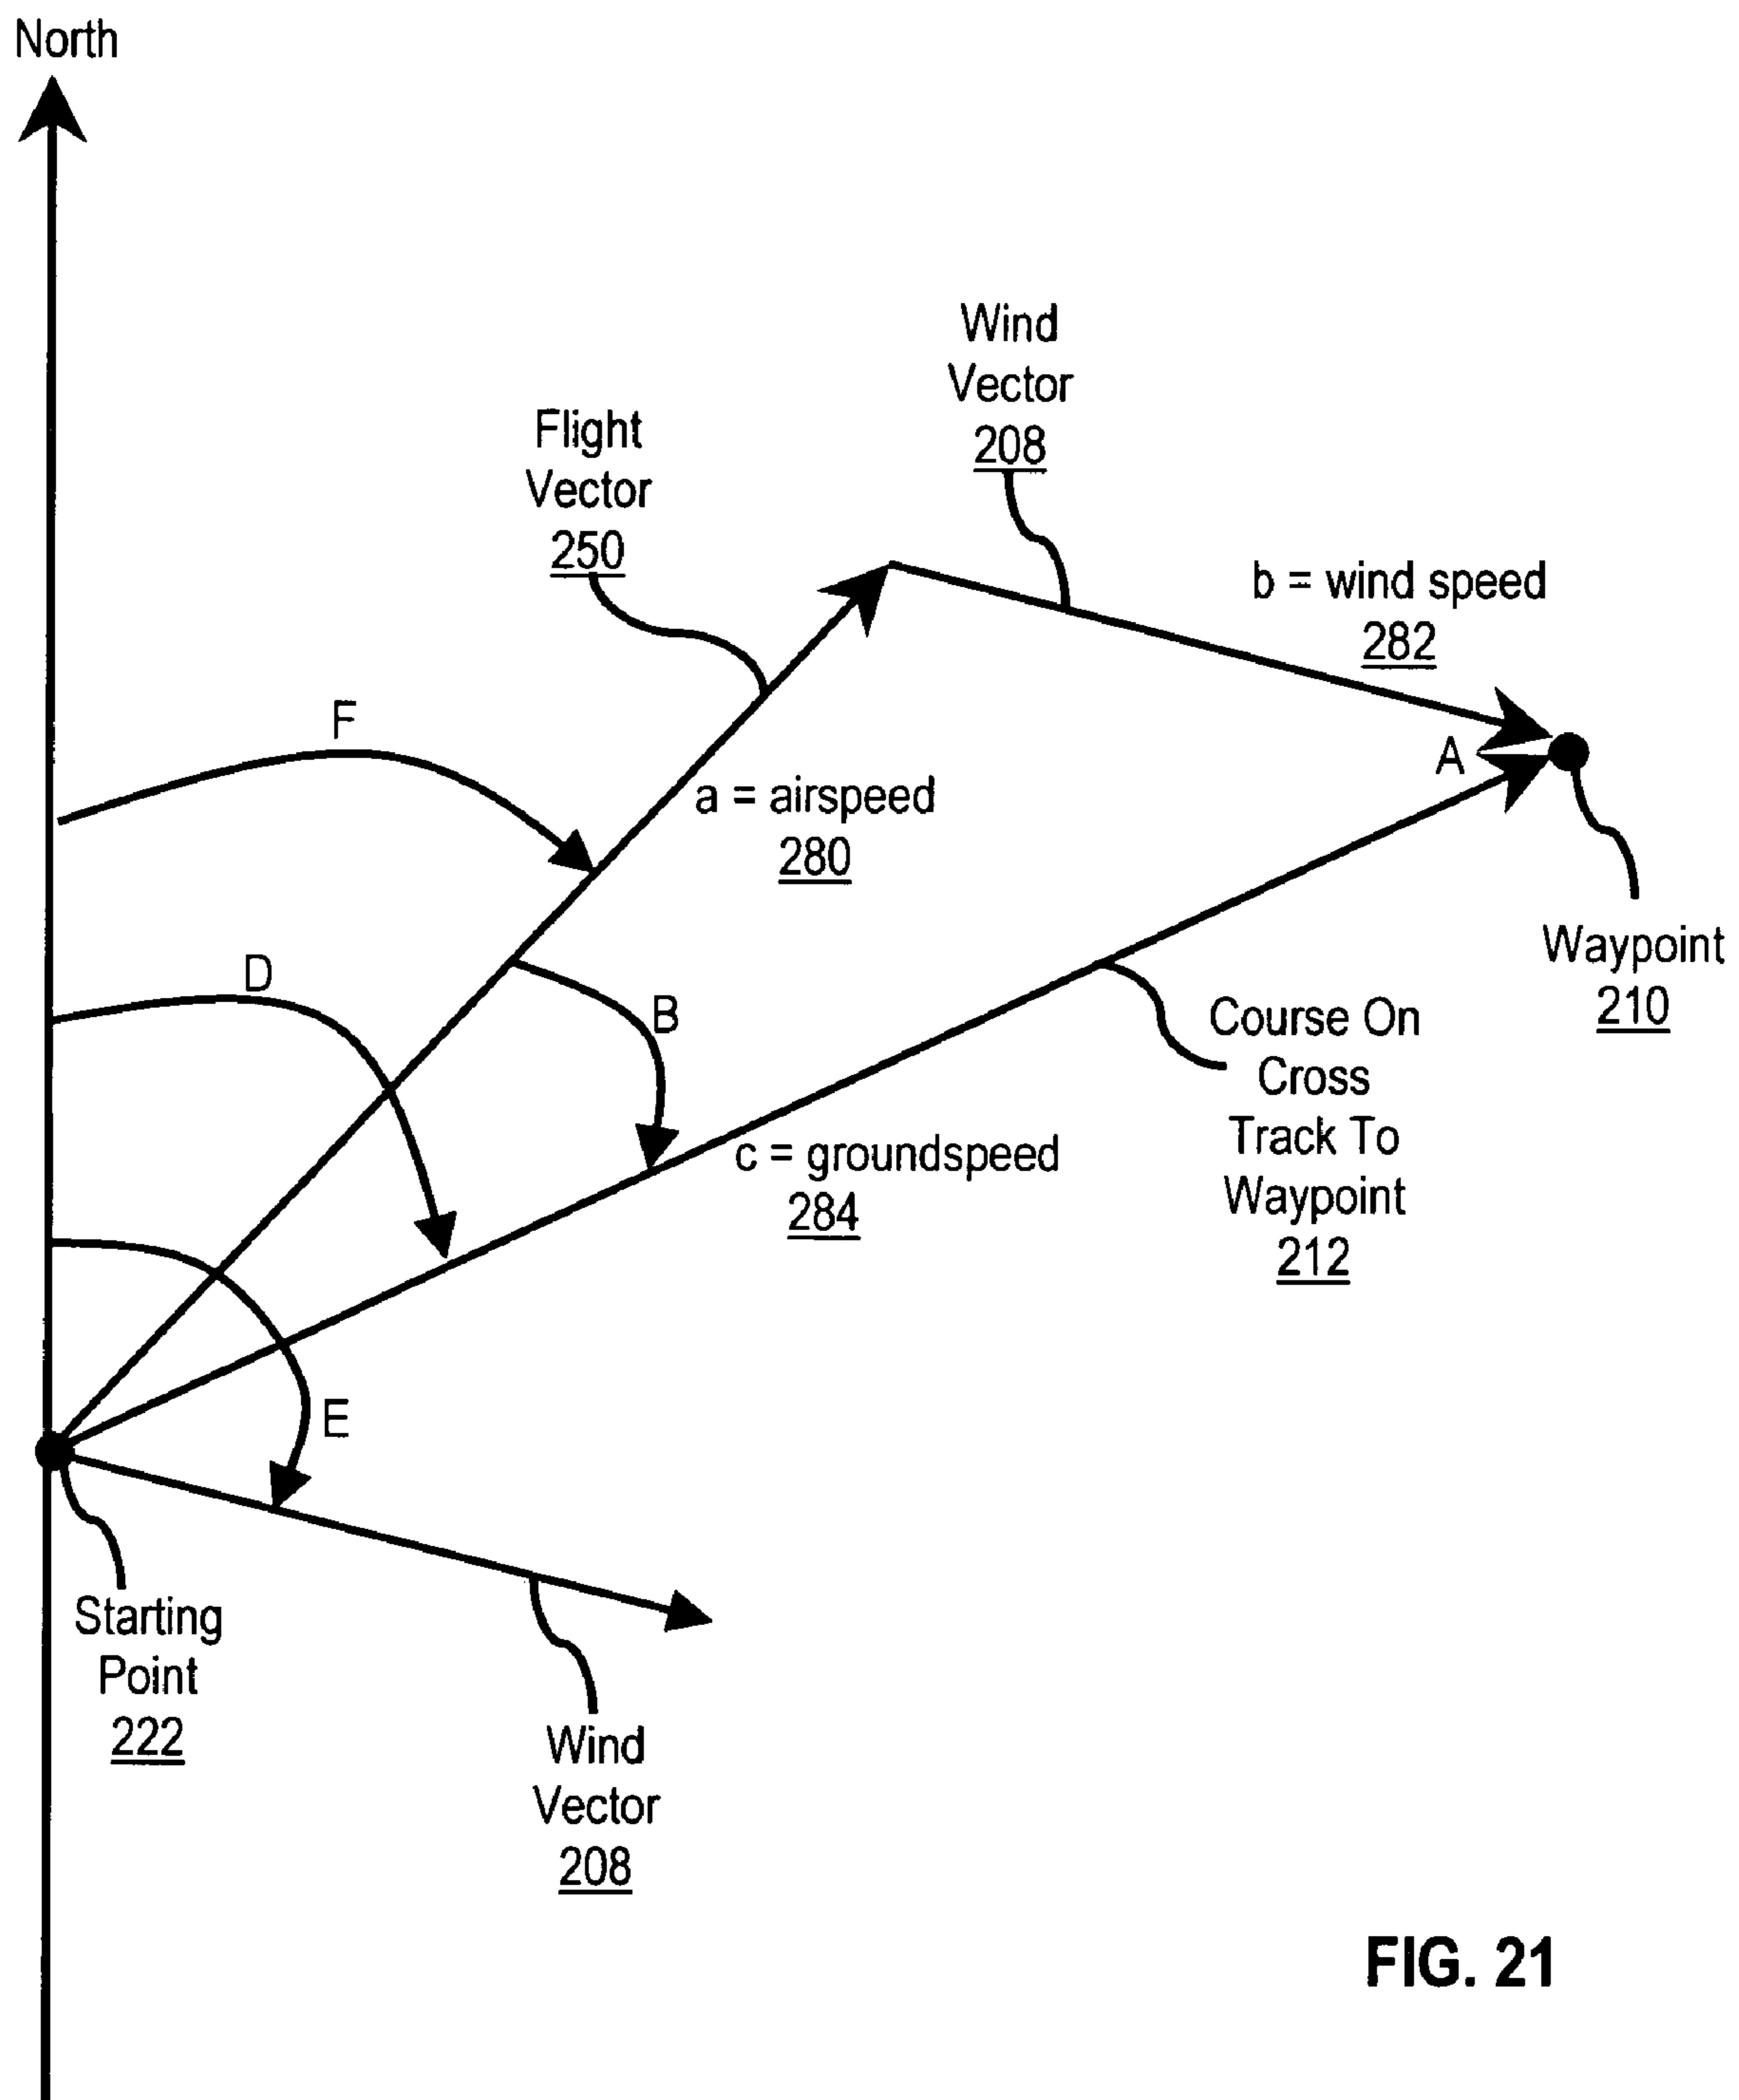 North
Wind
Vector
208
Flight
Vector
250
b = wind speed
282
F
A
a = airspeed
280
Waypoint
210
D
B
Course On
Cross
Track To
Waypoint
212
c = groundspeed
284
E
Starting
Point
222
Wind
Vector
208
FIG. 21